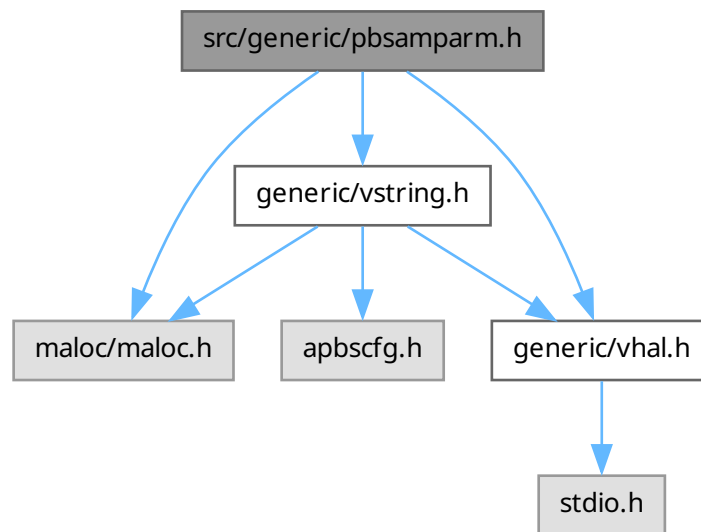 src/generic/pbsamparm.h
generic/vstring.h
maloc/maloc.h
apbscfg.h
generic/vhal.h
stdio.h